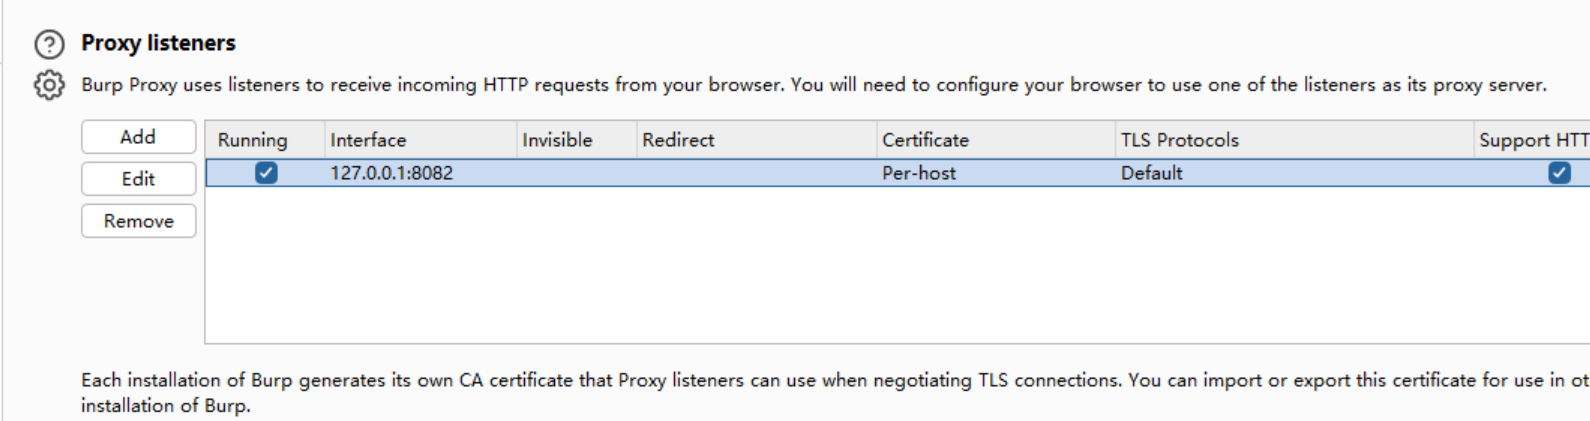 Proxy listeners
Burp Proxy uses listeners to receive incoming HTTP requests from your browser. You will need to configure your browser to use one of the listeners as its proxy server.
Add
Running Interface Invisible Redirect Certificate TLS Protocols Support HTT
127.0.0.1:8082 Per-host Default
Edit
Remove
Each installation of Burp generates its own CA certificate that Proxy listeners can use when negotiating TLS connections. You can import or export this certificate for use in ot
installation of Burp.